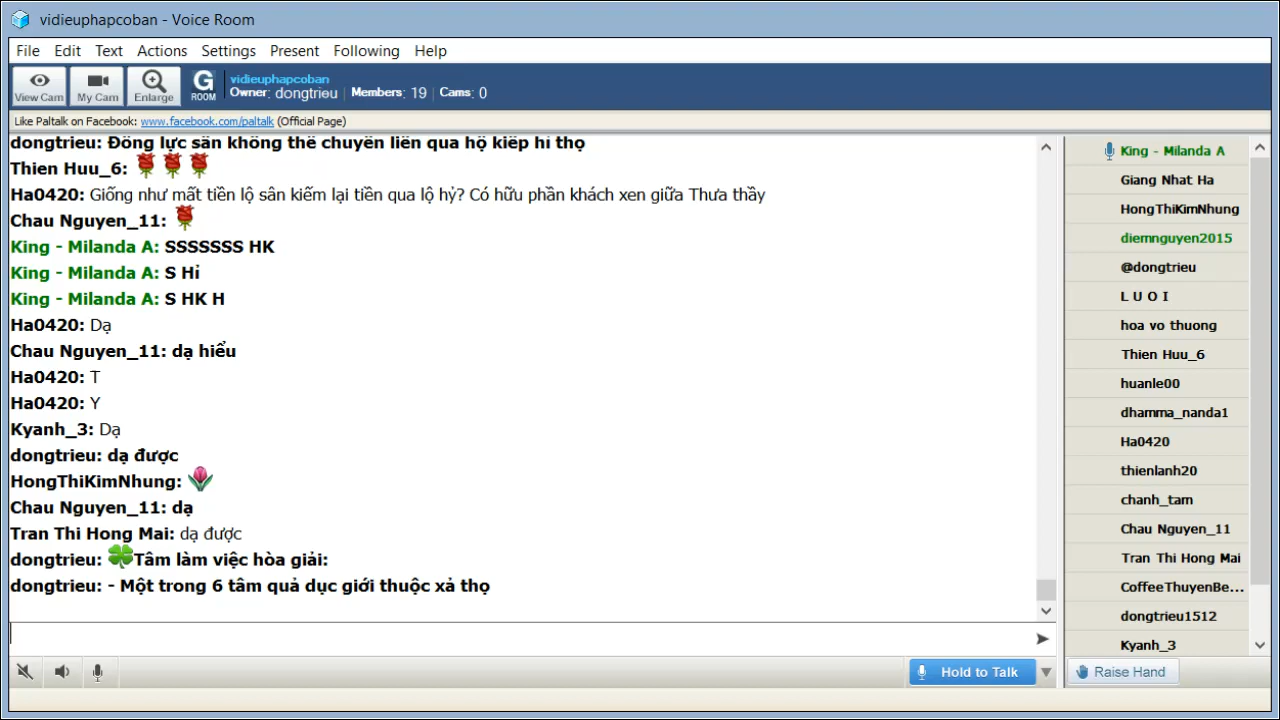 vidieuphapcoban - Voice Room
File Edit Text Actions Settings Present Following Help
View Cam My Cam Enlarge G ROOM
vidieuphapcoban
Owner: dongtrieu | Members: 19 | Cams: 0
Like Paltalk on Facebook: www.facebook.com/paltalk (Official Page)
dongtrieu: Đổng lực sân không thể chuyển liền qua hộ kiếp hỉ thọ
Thien Huu_6:
Ha0420: Giống như mất tiền lộ sân kiếm lại tiền qua lộ hỷ? Có hữu phần khách xen giữa Thưa thầy
Chau Nguyen_11:
King - Milanda A: SSSSSSS HK
King - Milanda A: S Hỉ
King - Milanda A: S HK H
Ha0420: Dạ
Chau Nguyen_11: dạ hiểu
Ha0420: T
Ha0420: Y
Kyanh_3: Dạ
dongtrieu: dạ được
HongThiKimNhung:
Chau Nguyen_11: dạ
Tran Thi Hong Mai: dạ được
dongtrieu: Tâm làm việc hòa giải:
dongtrieu: - Một trong 6 tâm quả dục giới thuộc xả thọ
Hold to Talk
King - Milanda A
Giang Nhat Ha
HongThiKimNhung
diemnguyen2015
@dongtrieu
L U O I
hoa vo thuong
Thien Huu_6
huanle00
dhamma_nanda1
Ha0420
thienlanh20
chanh_tam
Chau Nguyen_11
Tran Thi Hong Mai
CoffeeThuyenBe...
dongtrieu1512
Kyanh_3
Raise Hand